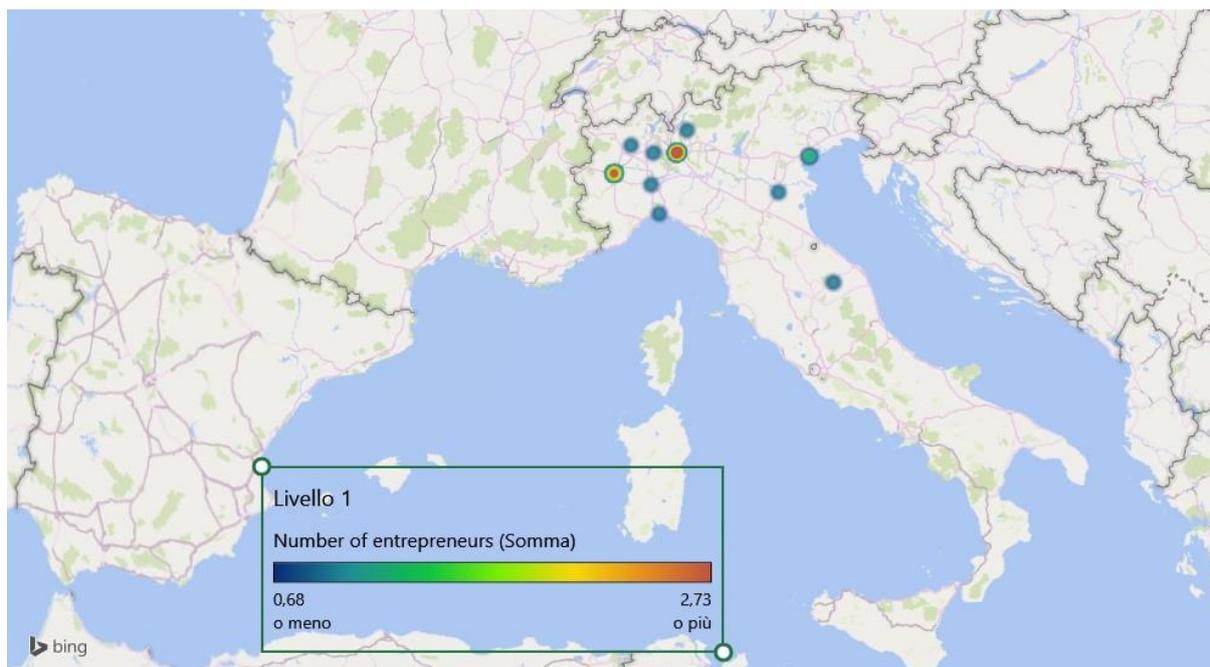 Livello 1
Number of entrepreneurs (Somma)
0,68 2,73
o meno o più
bing